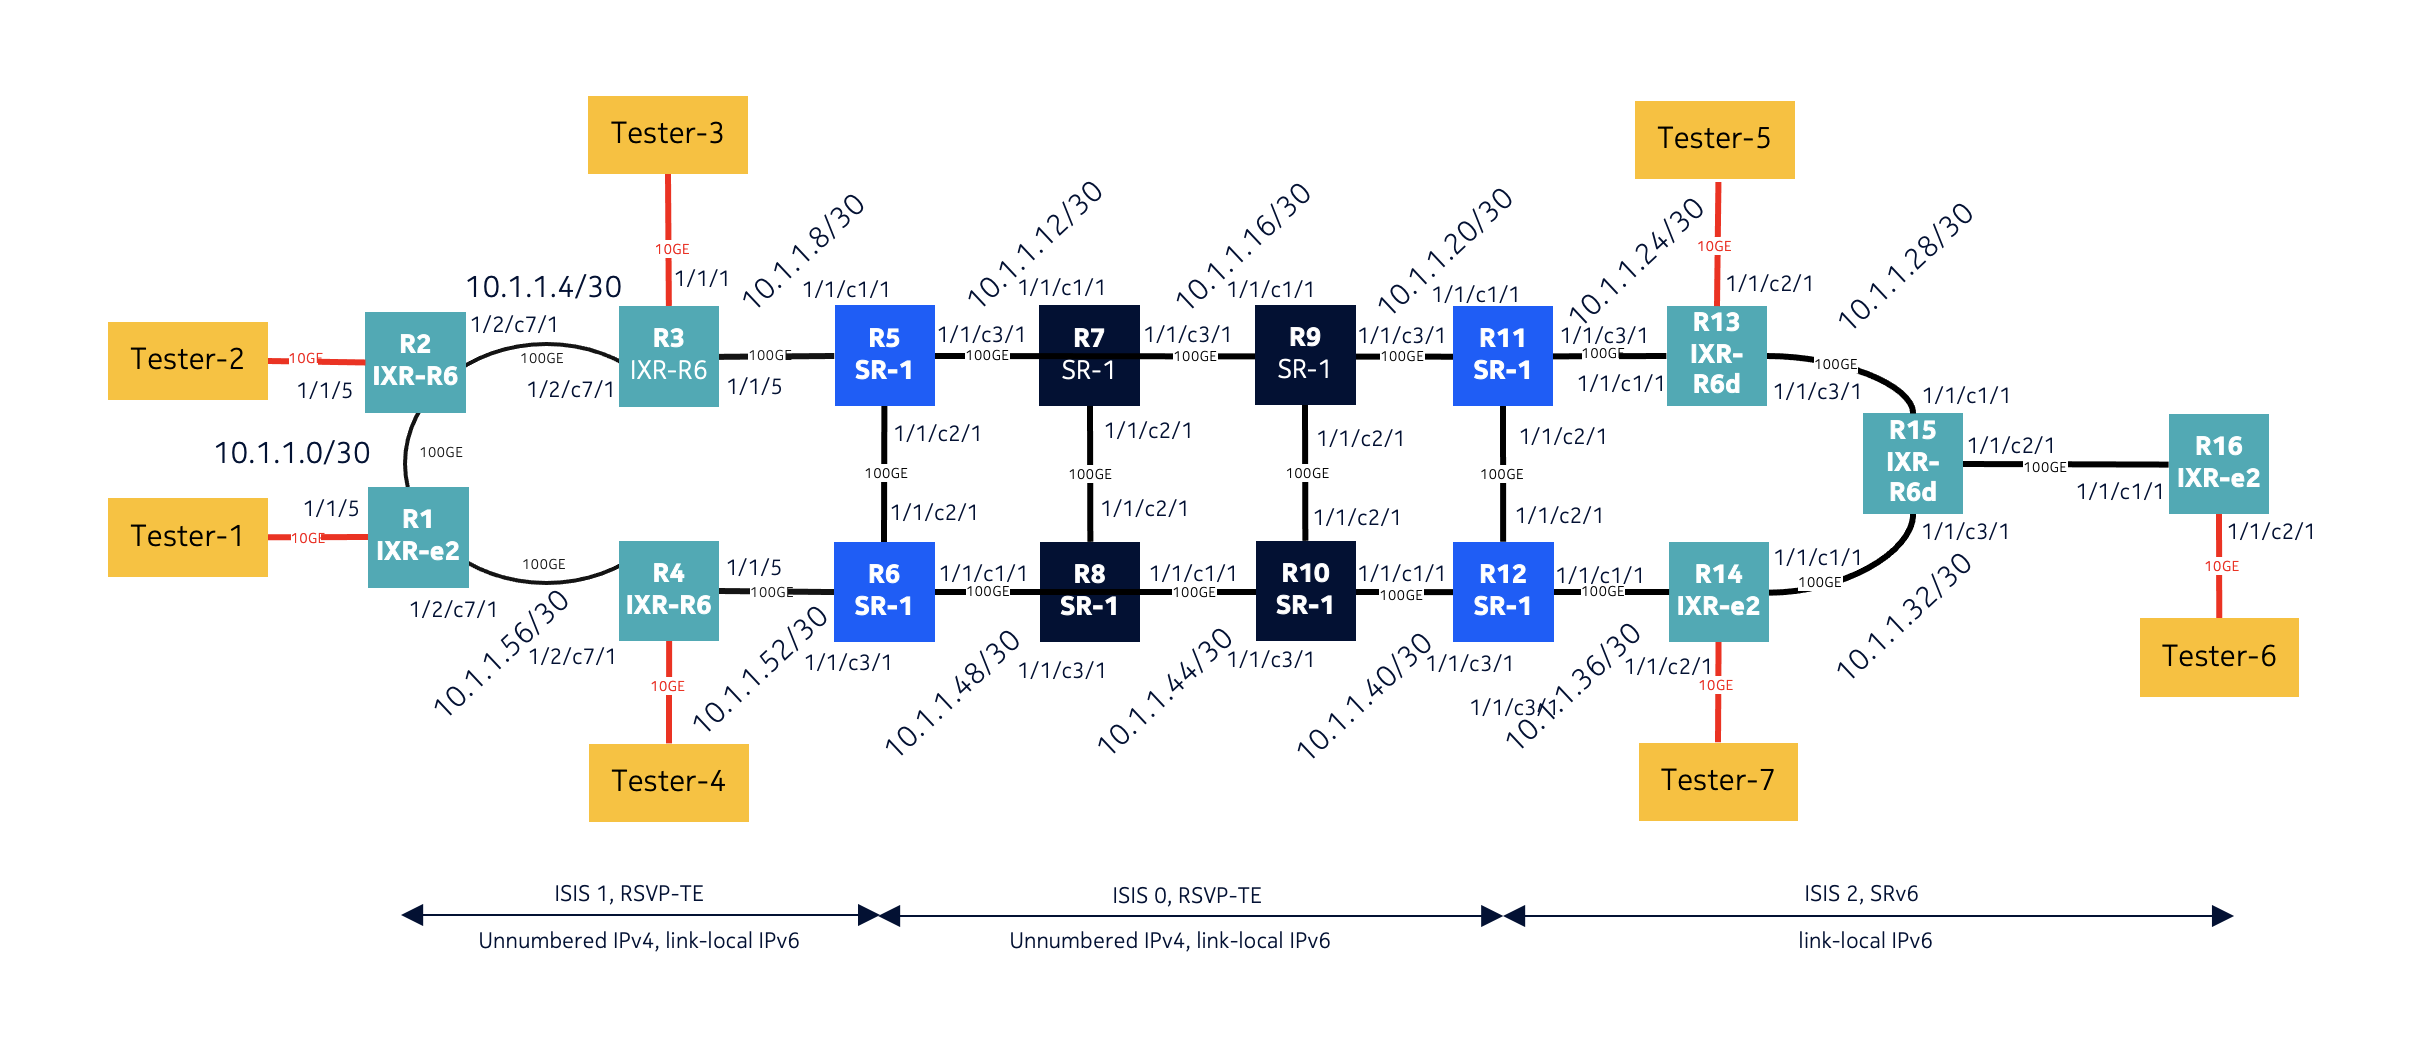 Tester-3
Tester-5
10GE
1/1/1
10.1.1.8/30
10.1.1.12/30
10.1.1.16/30
10.1.1.20/30
10.1.1.24/30
10GE
1/1/c2/1
10.1.1.28/30
10.1.1.4/30
1/2/c7/1
100GE
1/2/c7/1
1/1/c1/1
1/1/c1/1
1/1/c1/1
1/1/c1/1
Tester-2
10GE
1/1/5
R2
IXR-R6
R3
IXR-R6
100GE
1/1/5
R5
SR-1
1/1/c3/1
100GE
R7
SR-1
1/1/c3/1
100GE
R9
SR-1
1/1/c3/1
100GE
R11
SR-1
1/1/c3/1
100GE
1/1/c1/1
R13
IXR-
R6d
100GE
1/1/c3/1
1/1/c1/1
10.1.1.0/30
100GE
1/1/c2/1
100GE
1/1/c2/1
1/1/c2/1
100GE
1/1/c2/1
1/1/c2/1
100GE
1/1/c2/1
1/1/c2/1
100GE
1/1/c2/1
R15
IXR-
R6d
1/1/c2/1
100GE
1/1/c1/1
R16
IXR-e2
1/1/c3/1
1/1/c2/1
10GE
Tester-6
Tester-1
10GE
1/1/5
R1
IXR-e2
100GE
1/2/c7/1
10.1.1.56/30
1/2/c7/1
R4
IXR-R6
1/1/5
100GE
R6
SR-1
1/1/c1/1
100GE
R8
SR-1
1/1/c1/1
100GE
R10
SR-1
1/1/c1/1
100GE
R12
SR-1
1/1/c1/1
100GE
R14
IXR-e2
1/1/c1/1
100GE
10.1.1.32/30
10GE
10.1.1.52/30
1/1/c3/1
10.1.1.48/30
1/1/c3/1
10.1.1.44/30
1/1/c3/1
10.1.1.40/30
1/1/c3/1
1/1/c3/1
10.1.1.36/30
1/1/c2/1
10GE
Tester-4
Tester-7
ISIS 1, RSVP-TE
ISIS 0, RSVP-TE
ISIS 2, SRv6
Unnumbered IPv4, link-local IPv6
Unnumbered IPv4, link-local IPv6
link-local IPv6